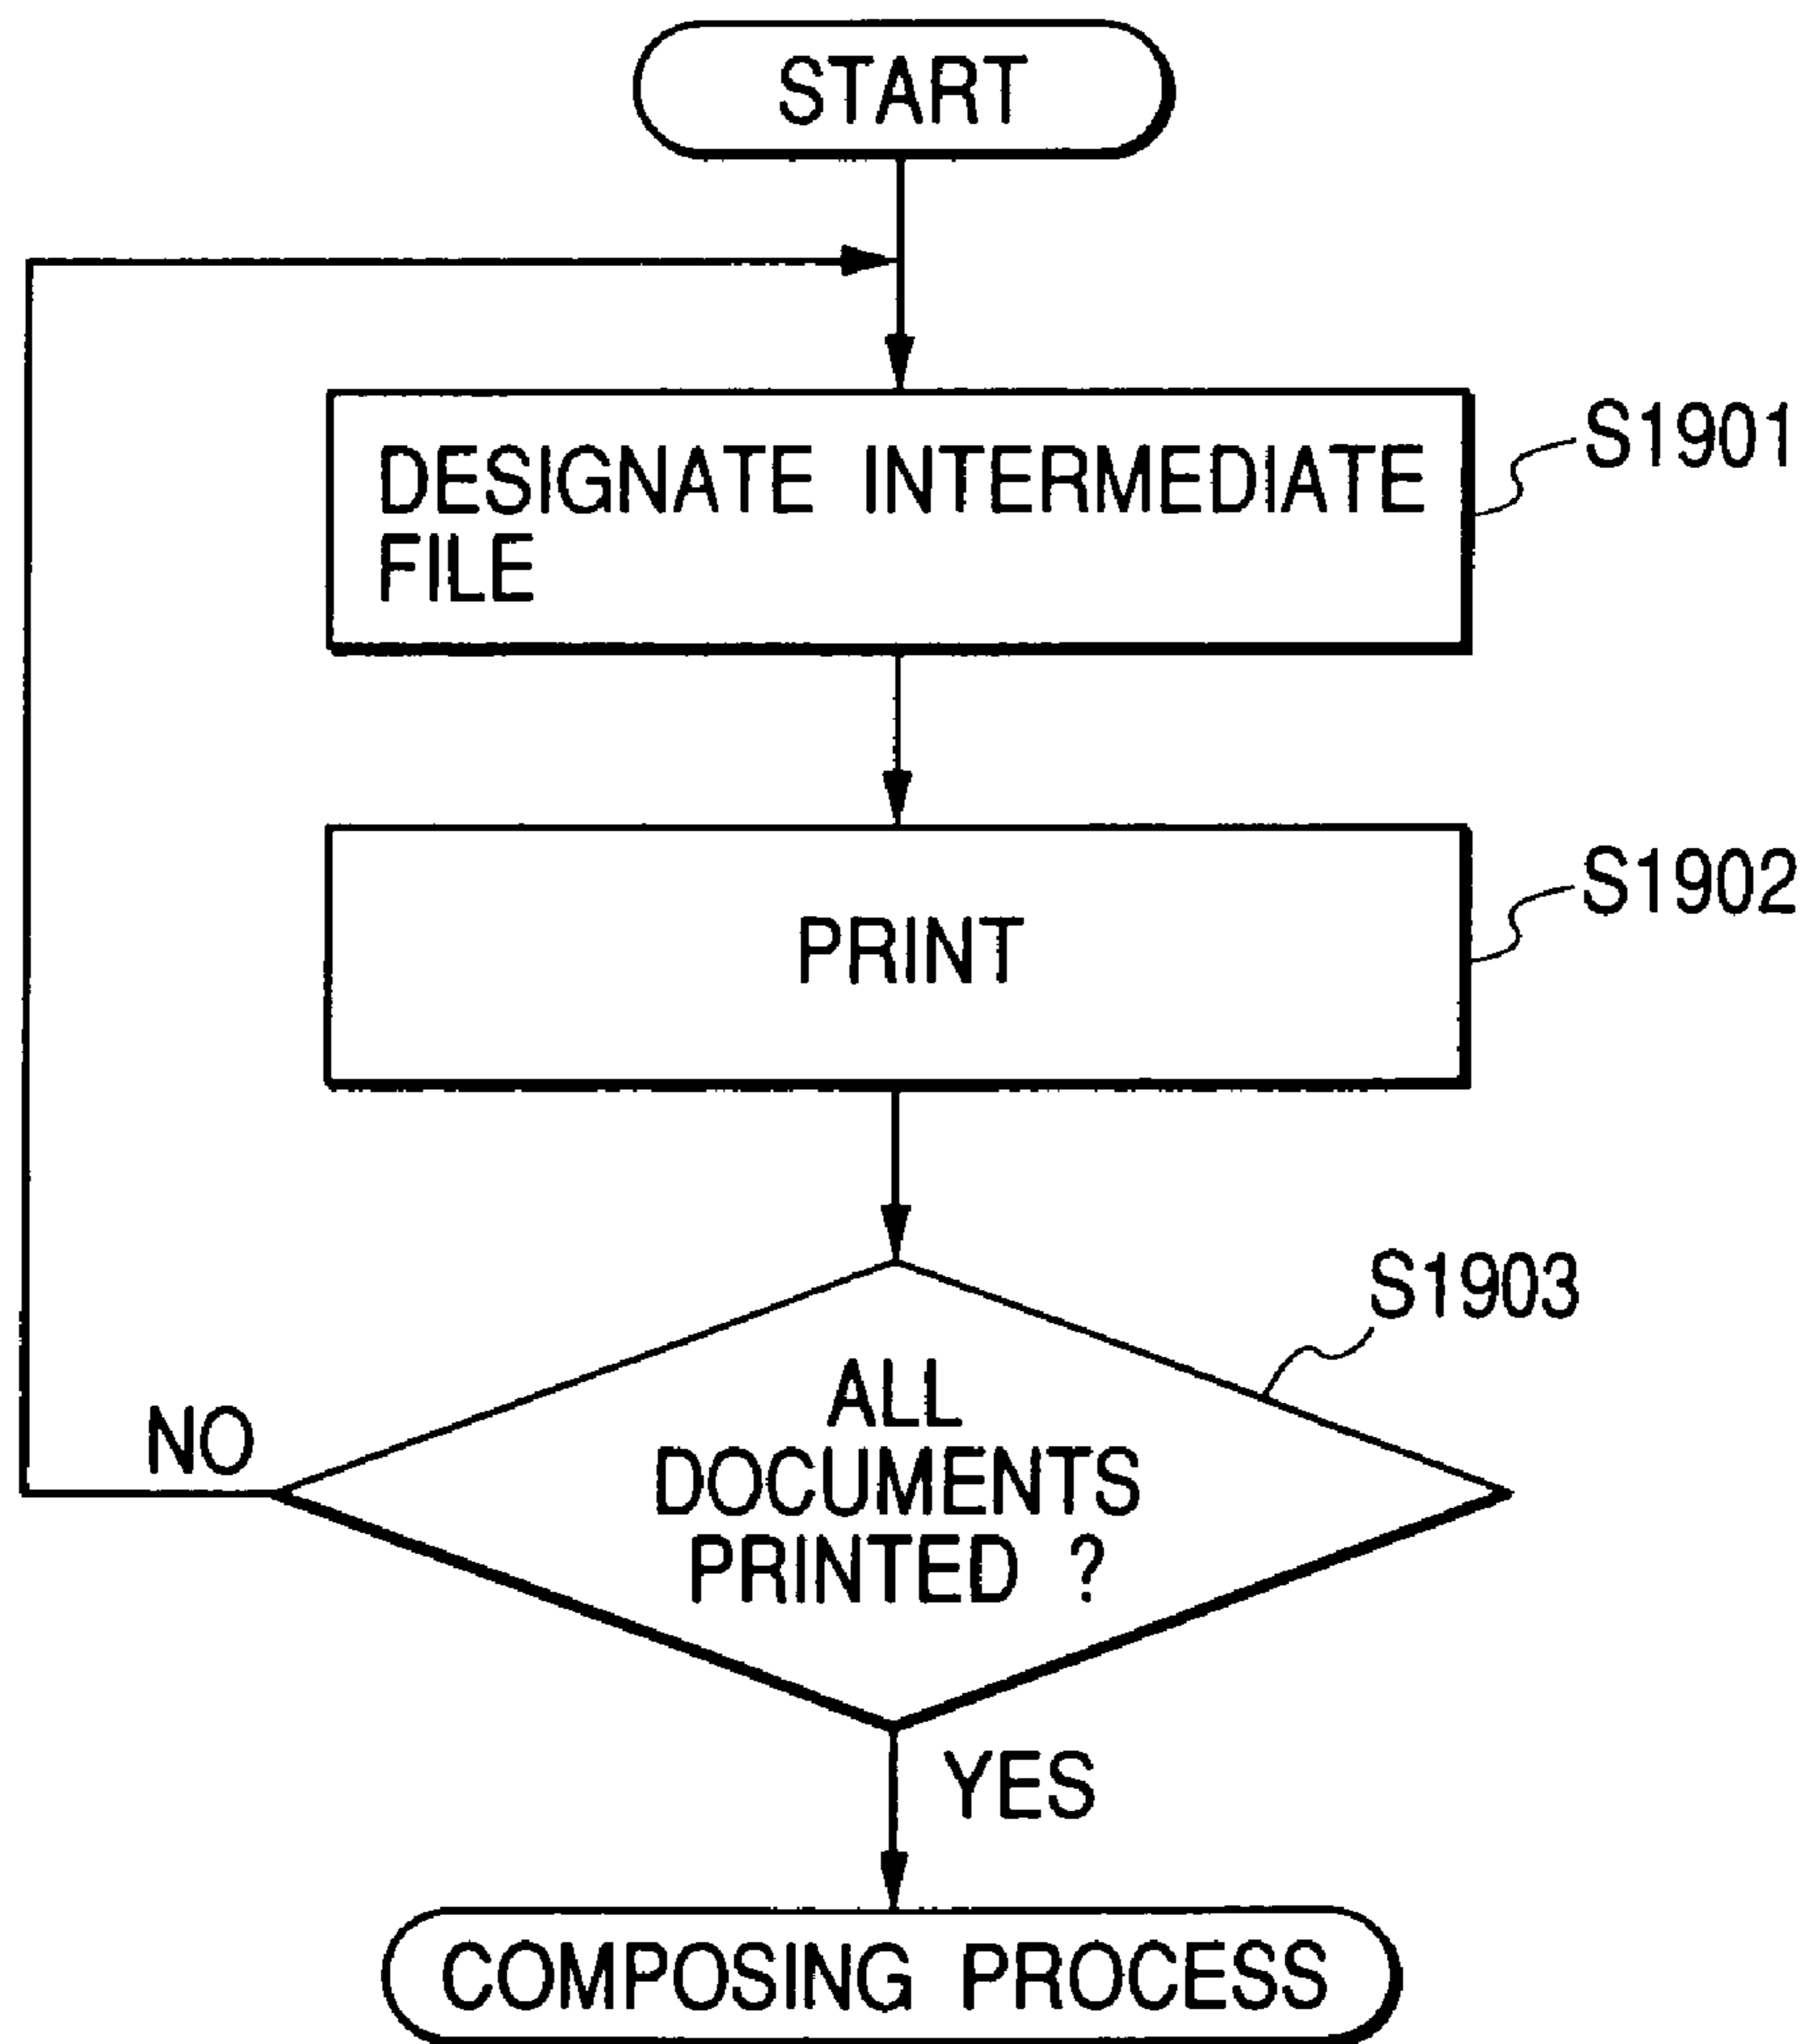 START
DESIGNATE INTERMEDIATE
FILE
S1901
PRINT
S1902
S1903
ALL
DOCUMENTS
PRINTED ?
NO
YES
COMPOSING PROCESS